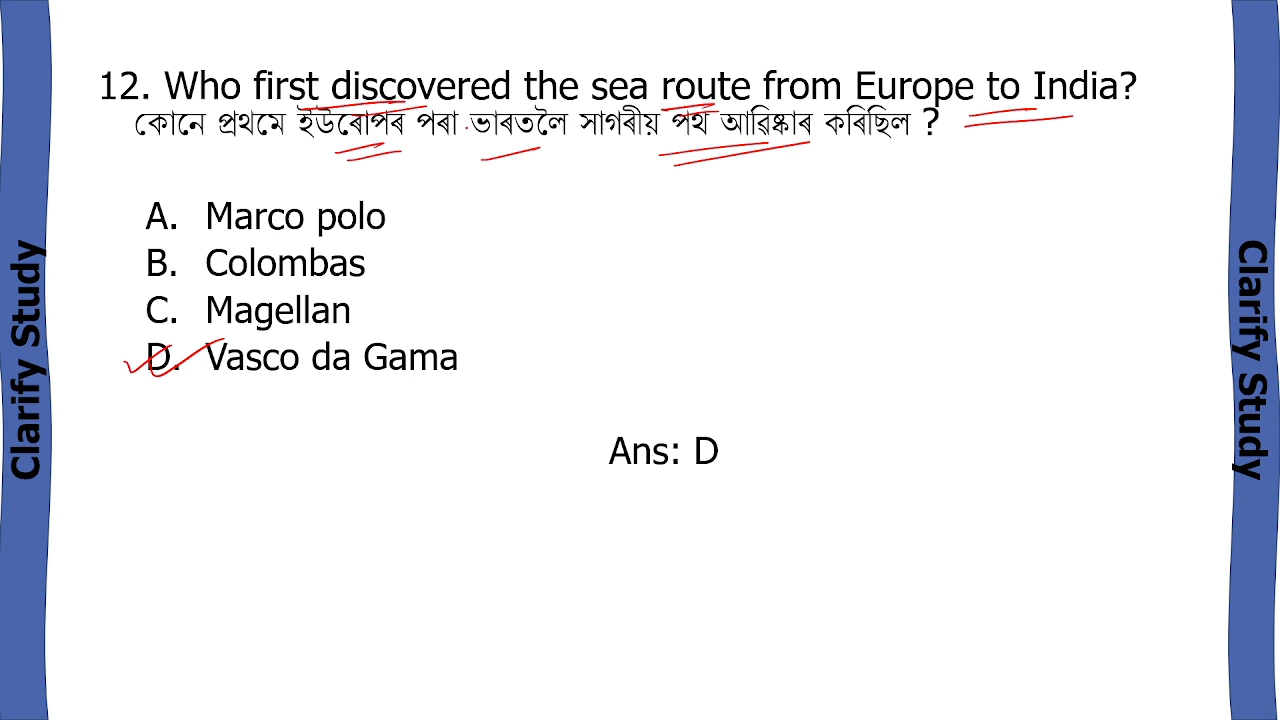 12. Who first discovered the sea route from Europe to India?
কোনে প্ৰথমে ইউৰোপৰ পৰা ভাৰতলৈ সাগৰীয় পথ আৱিষ্কাৰ কৰিছিল ?
A. Marco polo
B. Colombas
C. Magellan
D. Vasco da Gama
Ans: D
Clarify Study
Clarify Study